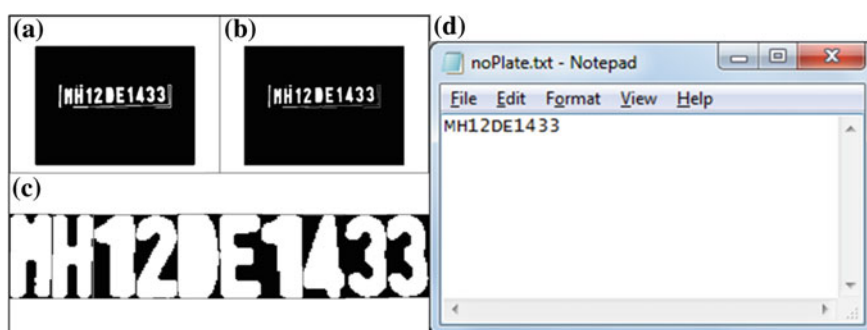 (a)
MH12DE1433
(b)
MH12DE1433
(c)
MH12DE1433
(d)
noPlate.txt - Notepad
File Edit Format View Help
MH12DE1433